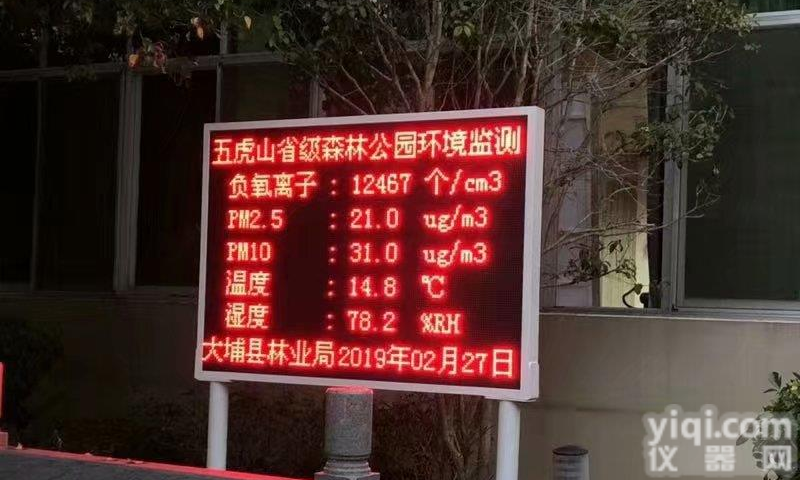 五虎山省级森林公园环境监测
负氧离子 : 12467 个/cm3
PM2.5 : 21.0 ug/m3
PM10 : 31.0 ug/m3
温度 : 14.8 ℃
湿度 : 78.2 %RH
大埔县林业局2019年02月27日
yiqi.com
仪器网